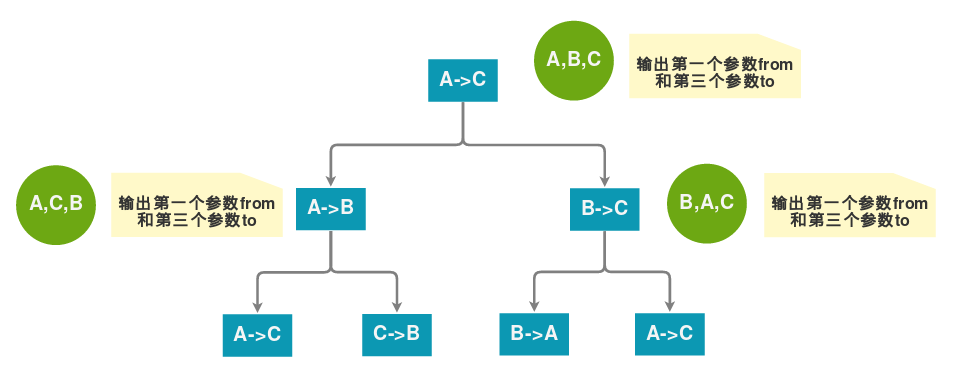 A->C
A,B,C
输出第一个参数from
和第三个参数to
A,C,B
输出第一个参数from
和第三个参数to
A->B
B->C
B,A,C
输出第一个参数from
和第三个参数to
A->C
C->B
B->A
A->C